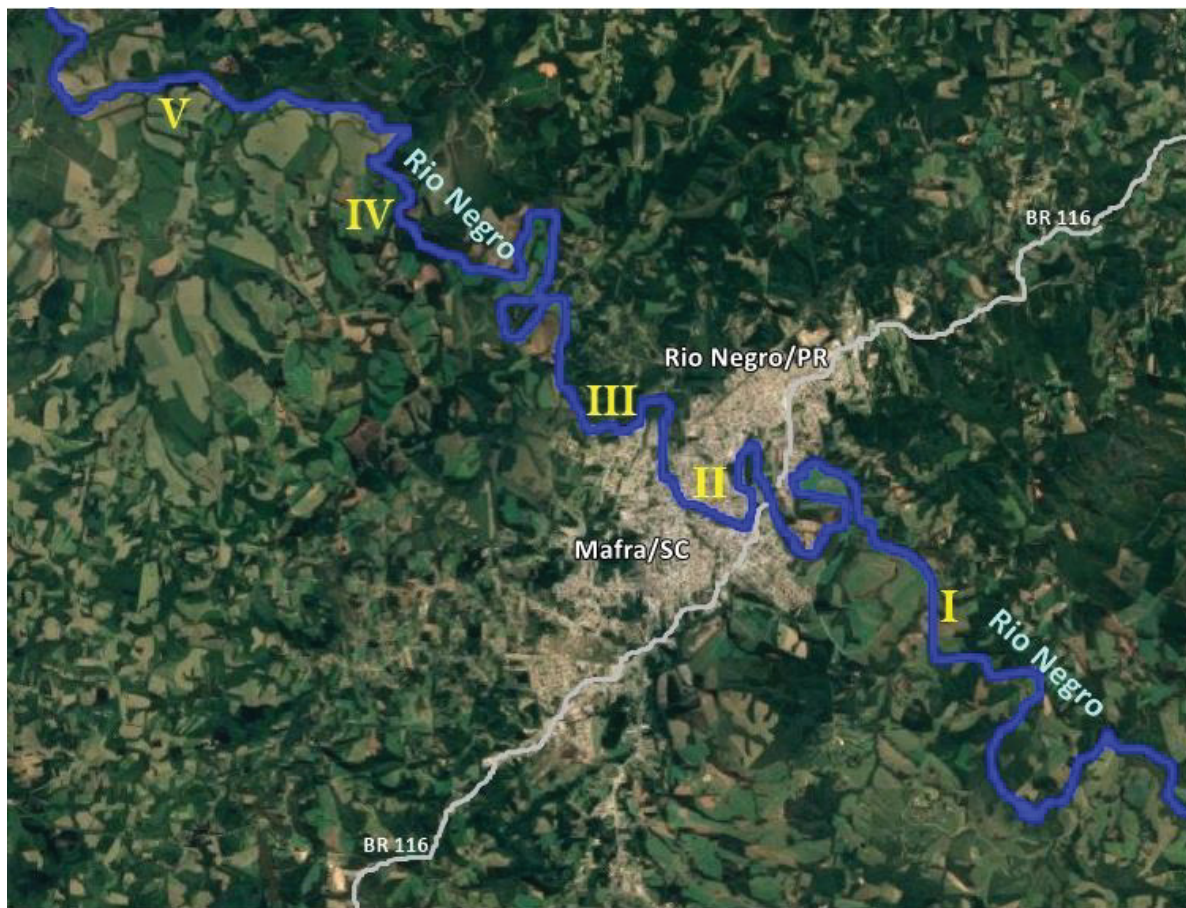 V
Rio Negro
IV
BR 116
Rio Negro/PR
III
II
Mafra/SC
I
Rio Negro
BR 116